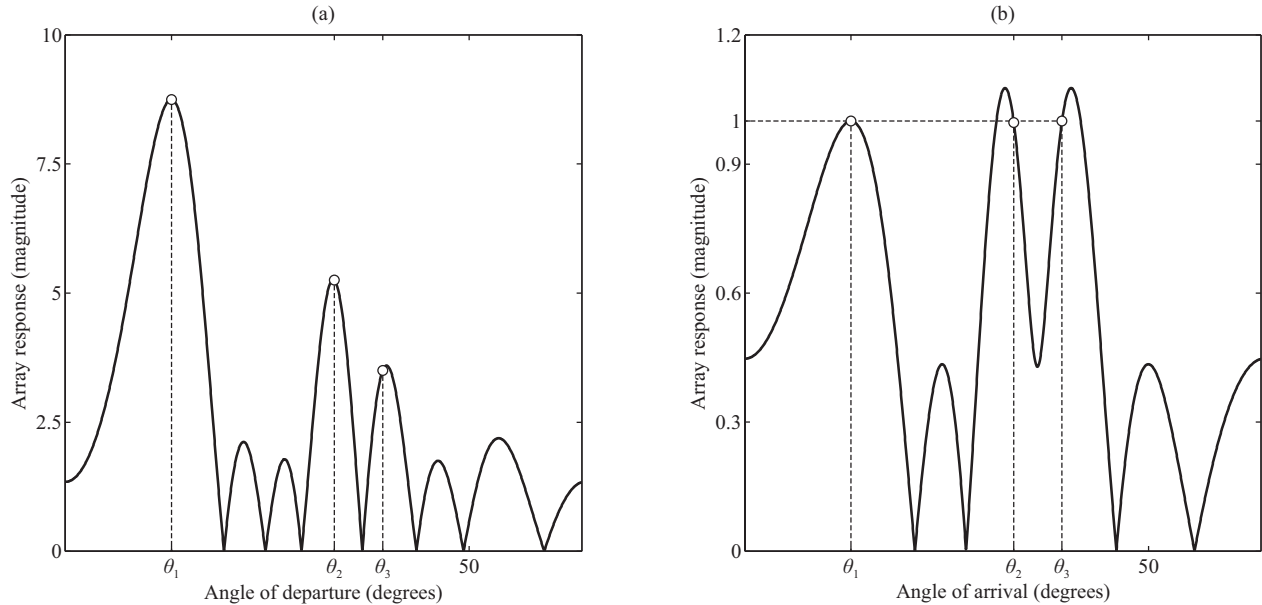 (a)
10
7.5
5
2.5
0
Array response (magnitude)
θ1
θ2
θ3
50
Angle of departure (degrees)
(b)
1.2
1
0.9
0.6
0.3
0
Array response (magnitude)
θ1
θ2
θ3
50
Angle of arrival (degrees)